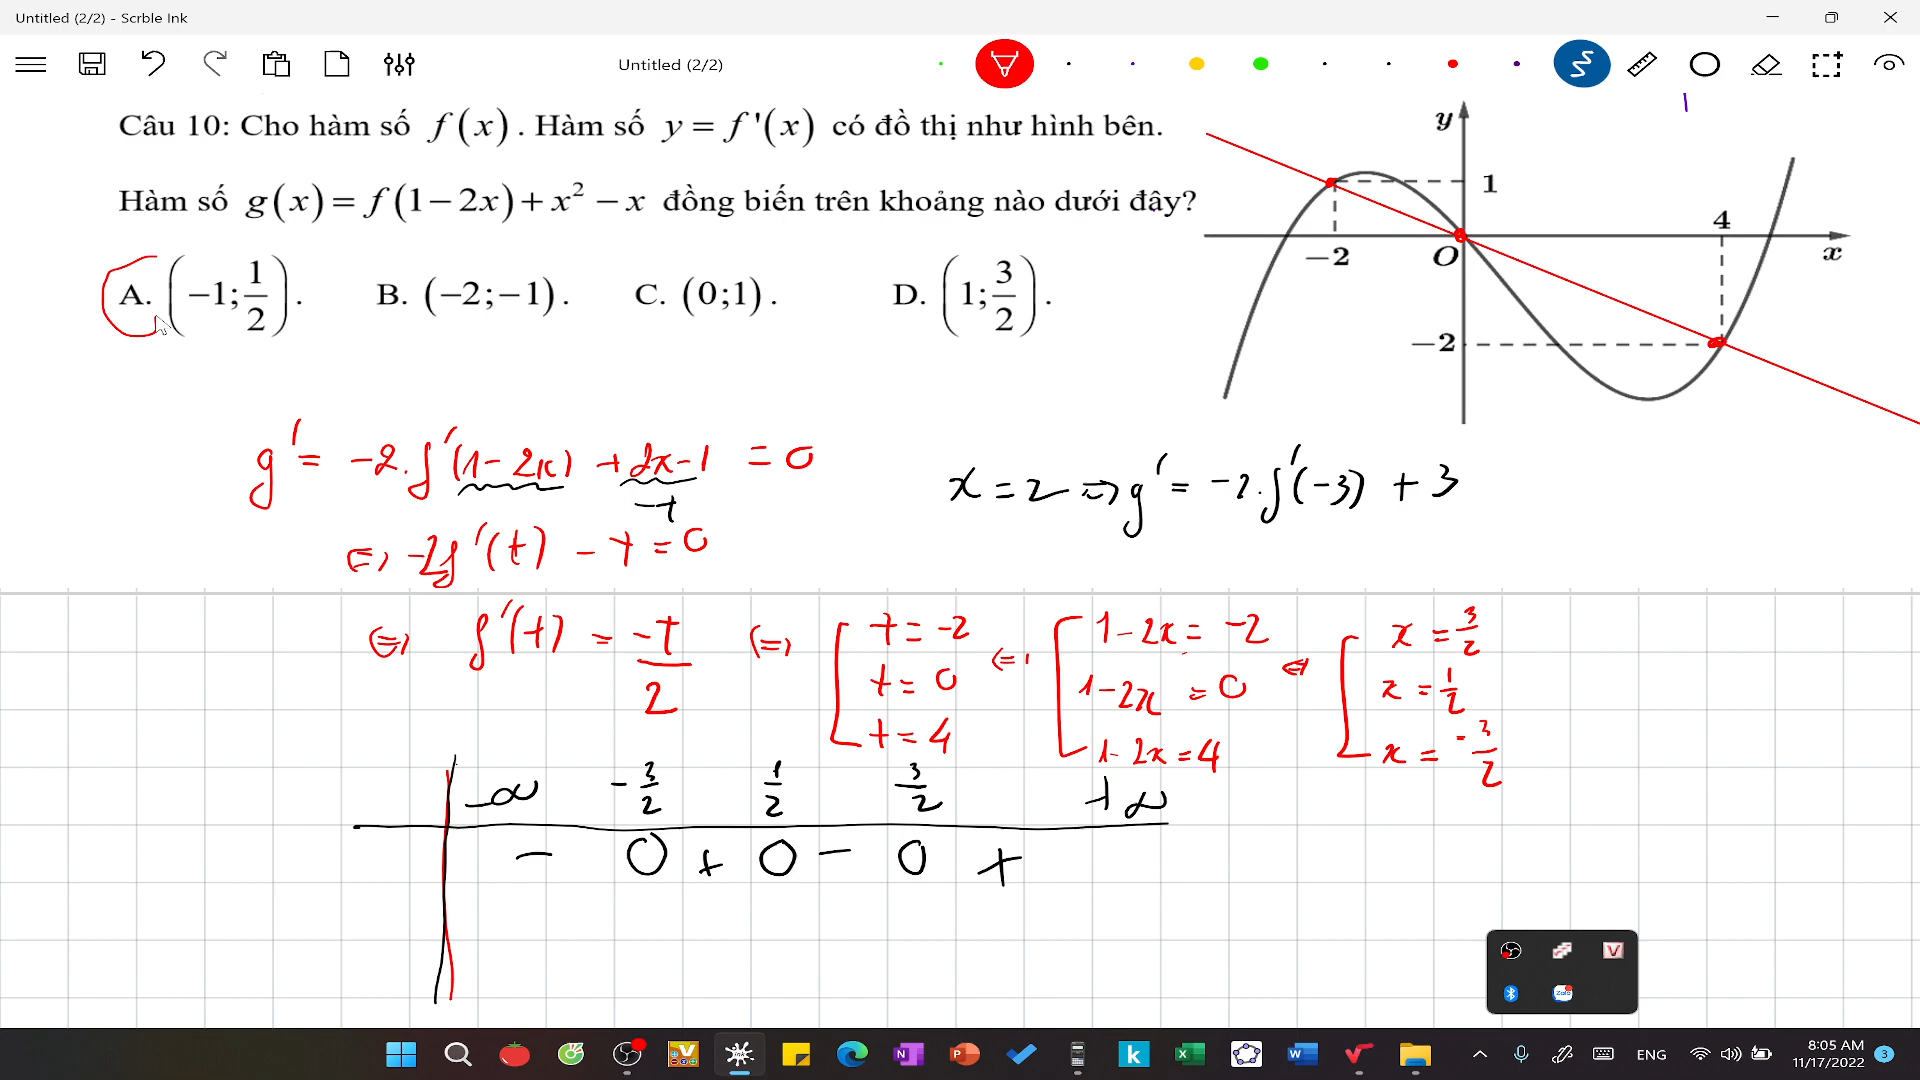 Untitled (2/2) - Scrble Ink
Untitled (2/2)
Câu 10: Cho hàm số f(x). Hàm số y = f'(x) có đồ thị như hình bên.
Hàm số g(x) = f(1−2x) + x² − x đồng biến trên khoảng nào dưới đây?
A. (−1; 1/2). B. (−2;−1). C. (0;1). D. (1; 3/2).
y
1
4
−2 O x
−2
g' = -2.f'(1-2x) + 2x-1 = 0
-t
x = 2 => g' = -2.f'(-3) + 3
<=> -2f'(t) - t = 0
<=> f'(t) = -t/2 <=> [ t = -2 <=> [ 1-2x = -2 <=> [ x = 3/2
t = 0 1-2x = 0 x = 1/2
t = 4 1-2x = 4 x = -3/2
-∞ -3/2 1/2 3/2 +∞
- 0 + 0 - 0 +
Zalo
ENG
8:05 AM
11/17/2022
3